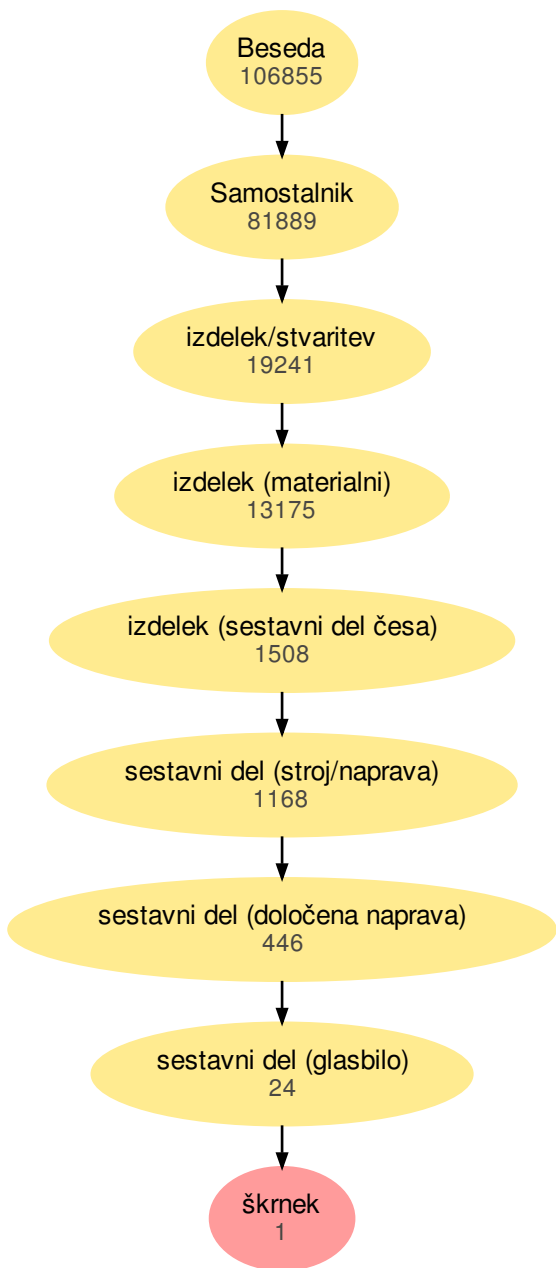 Beseda
106855
Samostalnik
81889
izdelek/stvaritev
19241
izdelek (materialni)
13175
izdelek (sestavni del česa)
1508
sestavni del (stroj/naprava)
1168
sestavni del (določena naprava)
446
sestavni del (glasbilo)
24
škrnek
1